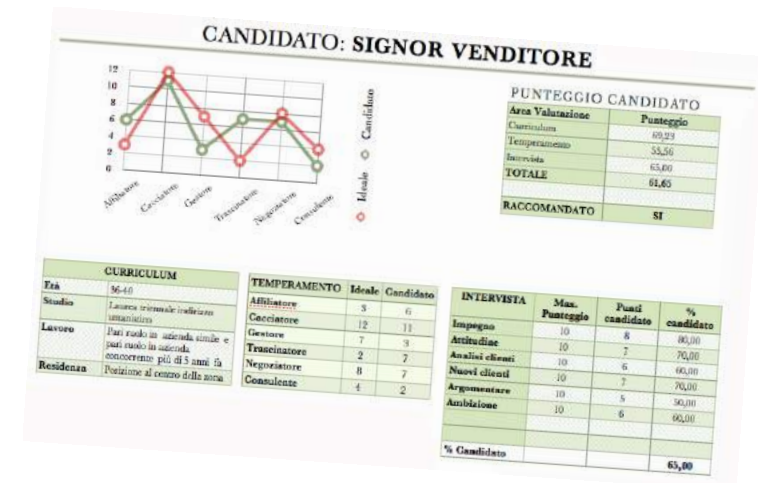 CANDIDATO: SIGNOR VENDITORE
12
10
8
6
4
2
0
Affiliatore
Cacciatore
Gestore
Trascinatore
Negoziatore
Consulente
Ideale
Candidato
PUNTEGGIO CANDIDATO
Area Valutazione Punteggio
Curriculum 69,23
Temperamento 55,56
Intervista 65,00
TOTALE 61,65
RACCOMANDATO SI
CURRICULUM
Età 36-40
Studio Laurea triennale indirizzo
umanistico
Lavoro Pari ruolo in azienda simile e
pari ruolo in azienda
concorrente più di 5 anni fa
Residenza Posizione al centro della zona
TEMPERAMENTO Ideale Candidato
Affiliatore 3 6
Cacciatore 12 11
Gestore 7 3
Trascinatore 2 7
Negoziatore 8 7
Consulente 4 2
INTERVISTA Max. Punteggio Punti candidato % candidato
Impegno 10 8 80,00
Attitudine 10 7 70,00
Analisi clienti 10 6 60,00
Nuovi clienti 10 7 70,00
Argomentare 10 5 50,00
Ambizione 10 6 60,00
% Candidato 65,00